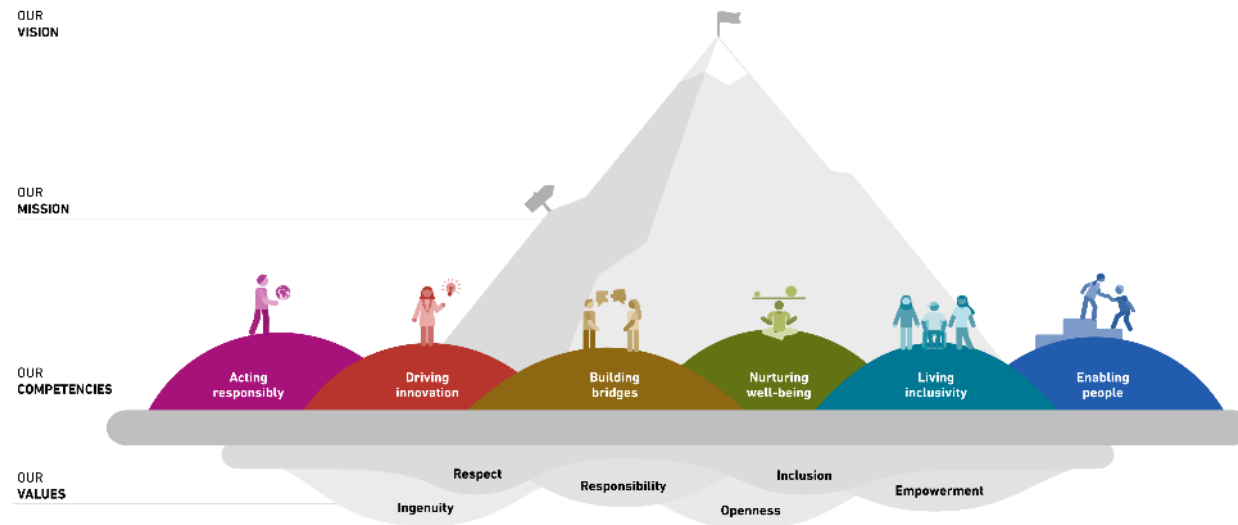 OUR
VISION
OUR
MISSION
OUR
COMPETENCIES
Acting
responsibly
Driving
innovation
Building
bridges
Nurturing
well-being
Living
inclusivity
Enabling
people
OUR
VALUES
Respect
Inclusion
Responsibility
Empowerment
Ingenuity
Openness